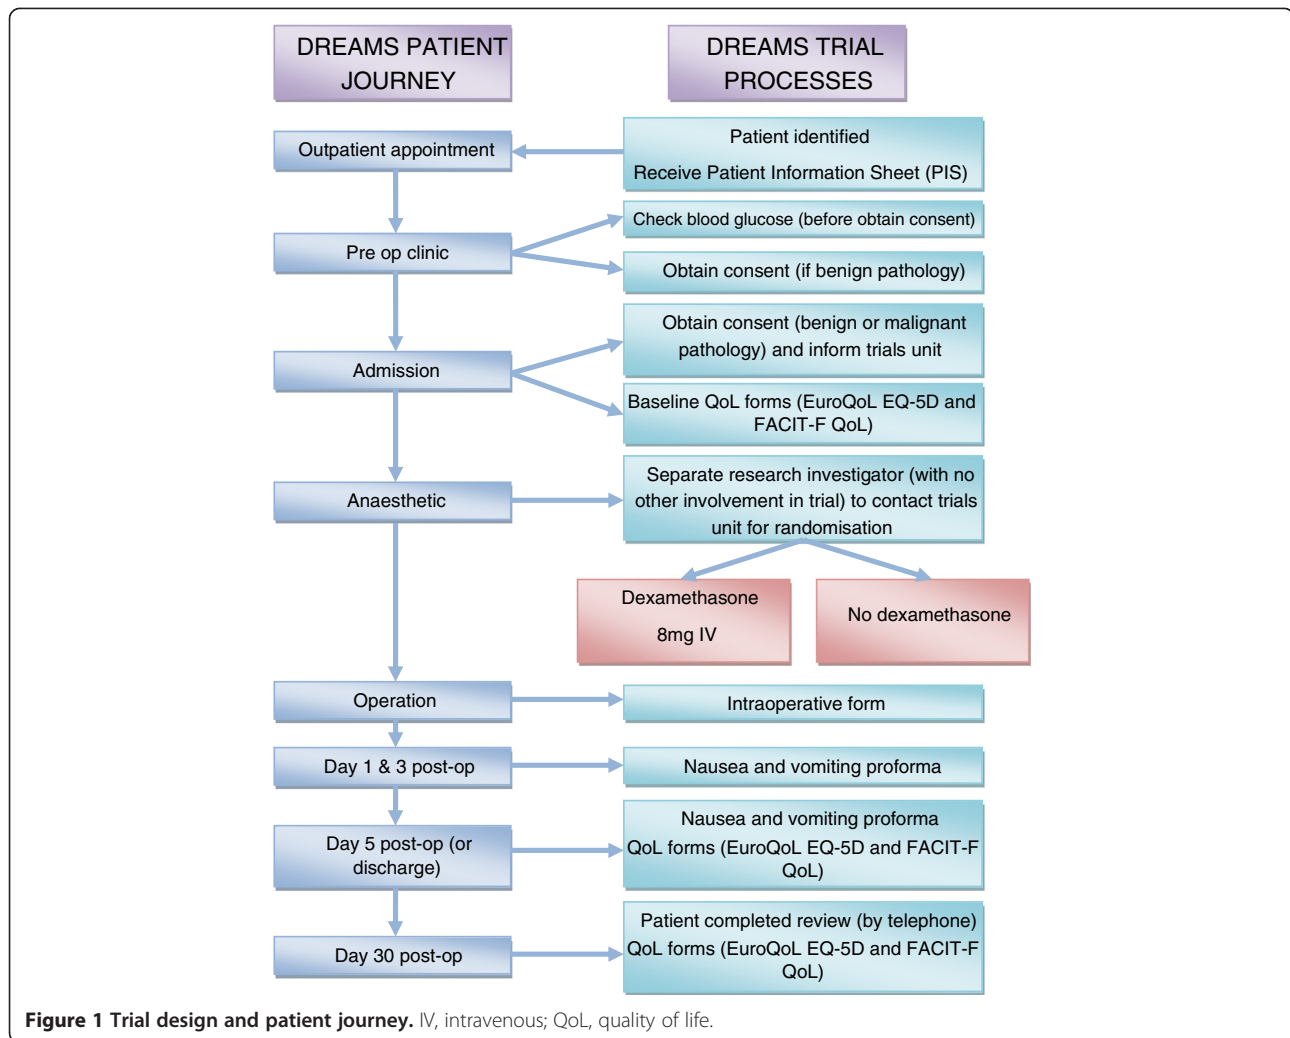 DREAMS PATIENT
JOURNEY
DREAMS TRIAL
PROCESSES
Outpatient appointment
Patient identified
Receive Patient Information Sheet (PIS)
Pre op clinic
Check blood glucose (before obtain consent)
Obtain consent (if benign pathology)
Admission
Obtain consent (benign or malignant
pathology) and inform trials unit
Baseline QoL forms (EuroQoL EQ-5D and
FACIT-F QoL)
Anaesthetic
Separate research investigator (with no
other involvement in trial) to contact trials
unit for randomisation
Dexamethasone
8mg IV
No dexamethasone
Operation
Intraoperative form
Day 1 & 3 post-op
Nausea and vomiting proforma
Day 5 post-op (or
discharge)
Nausea and vomiting proforma
QoL forms (EuroQoL EQ-5D and FACIT-F
QoL)
Day 30 post-op
Patient completed review (by telephone)
QoL forms (EuroQoL EQ-5D and FACIT-F
QoL)
Figure 1 Trial design and patient journey. IV, intravenous; QoL, quality of life.